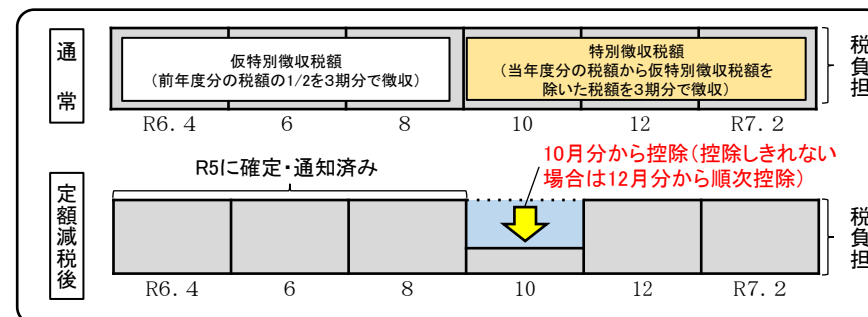 通常
仮特別徴収税額
(前年度分の税額の1/2を3期分で徴収)
特別徴収税額
(当年度分の税額から仮特別徴収税額を
除いた税額を3期分で徴収)
税負担
R6.4 6 8 10 12 R7.2
R5に確定・通知済み
10月分から控除(控除しきれない
場合は12月分から順次控除)
定額減税後
税負担
R6.4 6 8 10 12 R7.2